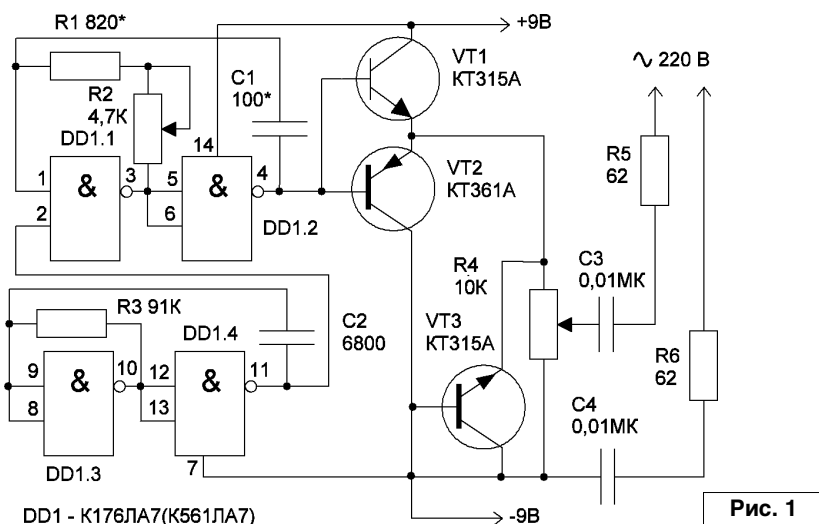 R1 820*
+9В
VT1
КТ315А
∿ 220 В
C1
100*
R2
4,7К
DD1.1
14
1
&
3
5
&
4
2
6
DD1.2
VT2
КТ361А
R5
62
R3 91К
DD1.4
C2
6800
R4
10К
C3
0,01МК
VT3
КТ315А
R6
62
9
&
10
12
&
11
8
13
C4
0,01МК
DD1.3
7
DD1 - К176ЛА7(К561ЛА7)
-9В
Рис. 1